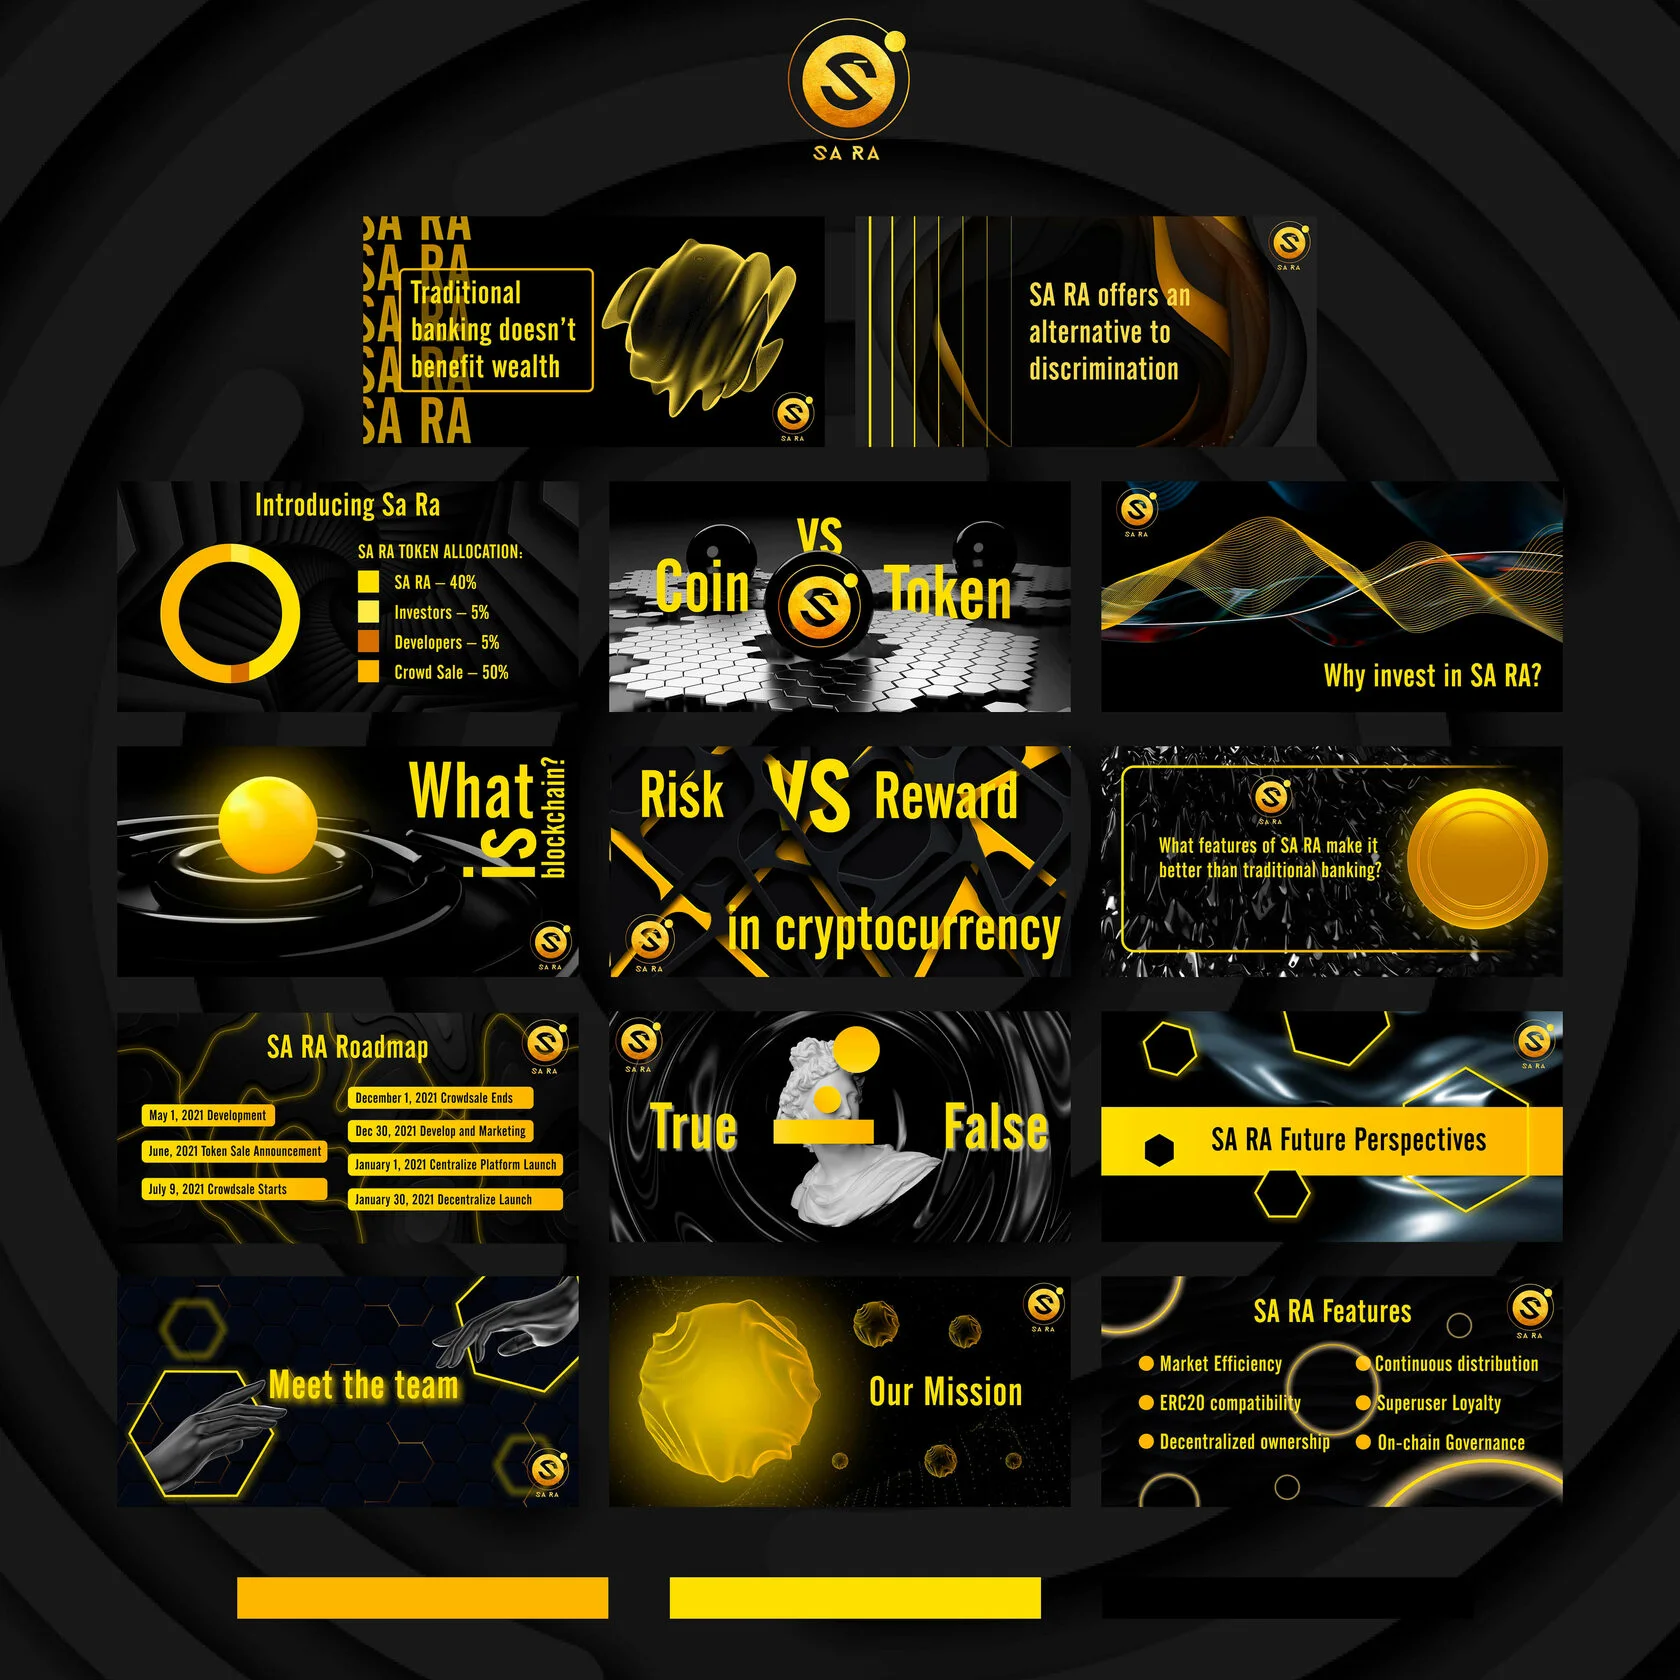 SA RA
SA RA
SA RA
SA RA
SA RA
SA RA
Traditional
banking doesn't
benefit wealth
SA RA
SA RA offers an
alternative to
discrimination
SA RA
Introducing Sa Ra
SA RA TOKEN ALLOCATION:
SA RA – 40%
Investors – 5%
Developers – 5%
Crowd Sale – 50%
Coin VS Token
SA RA
Why invest in SA RA?
What
is
blockchain?
SA RA
Risk VS Reward
in cryptocurrency
SA RA
SA RA
What features of SA RA make it
better than traditional banking?
SA RA Roadmap
SA RA
May 1, 2021 Development
June, 2021 Token Sale Announcement
July 9, 2021 Crowdsale Starts
December 1, 2021 Crowdsale Ends
Dec 30, 2021 Develop and Marketing
January 1, 2021 Centralize Platform Launch
January 30, 2021 Decentralize Launch
SA RA
True False
SA RA
SA RA Future Perspectives
Meet the team
SA RA
SA RA
Our Mission
SA RA Features
SA RA
Market Efficiency
ERC20 compatibility
Decentralized ownership
Continuous distribution
Superuser Loyalty
On-chain Governance